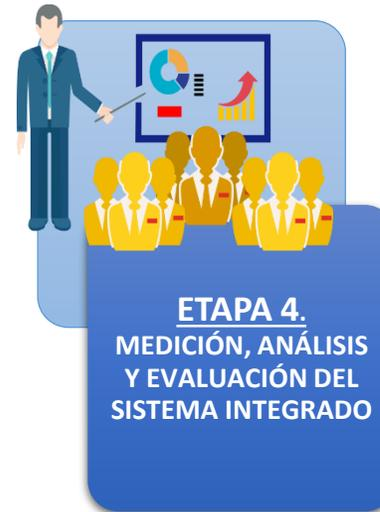 ETAPA 4.
MEDICIÓN, ANÁLISIS
Y EVALUACIÓN DEL
SISTEMA INTEGRADO